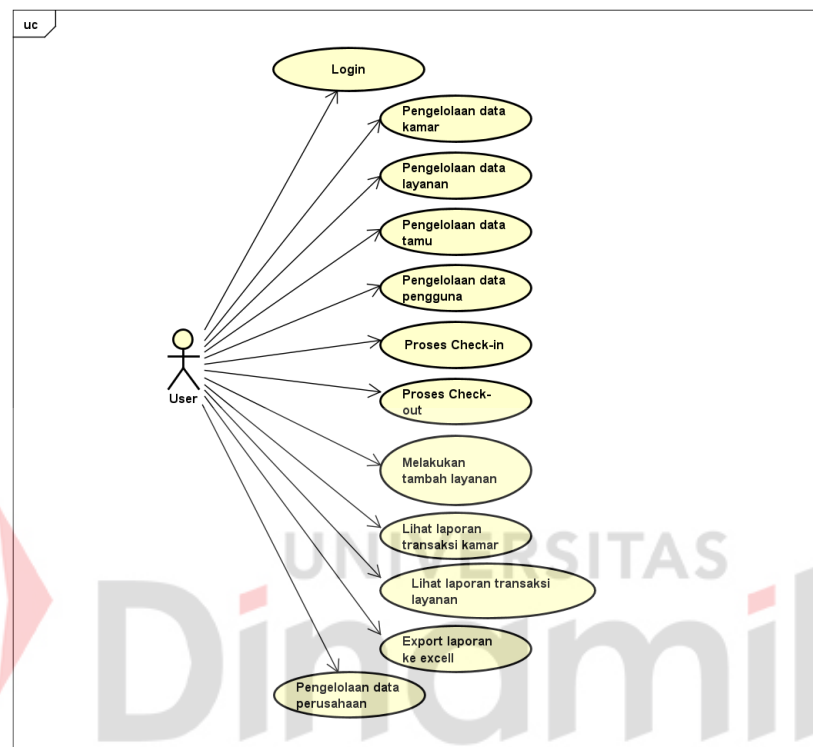 uc
Login
Pengelolaan data
kamar
Pengelolaan data
layanan
Pengelolaan data
tamu
Pengelolaan data
pengguna
Proses Check-in
User
Proses Check-
out
Melakukan
tambah layanan
Lihat laporan
transaksi kamar
UNIVERSITAS
Lihat laporan transaksi
layanan
Dinamik
Export laporan
ke excell
Pengelolaan data
perusahaan